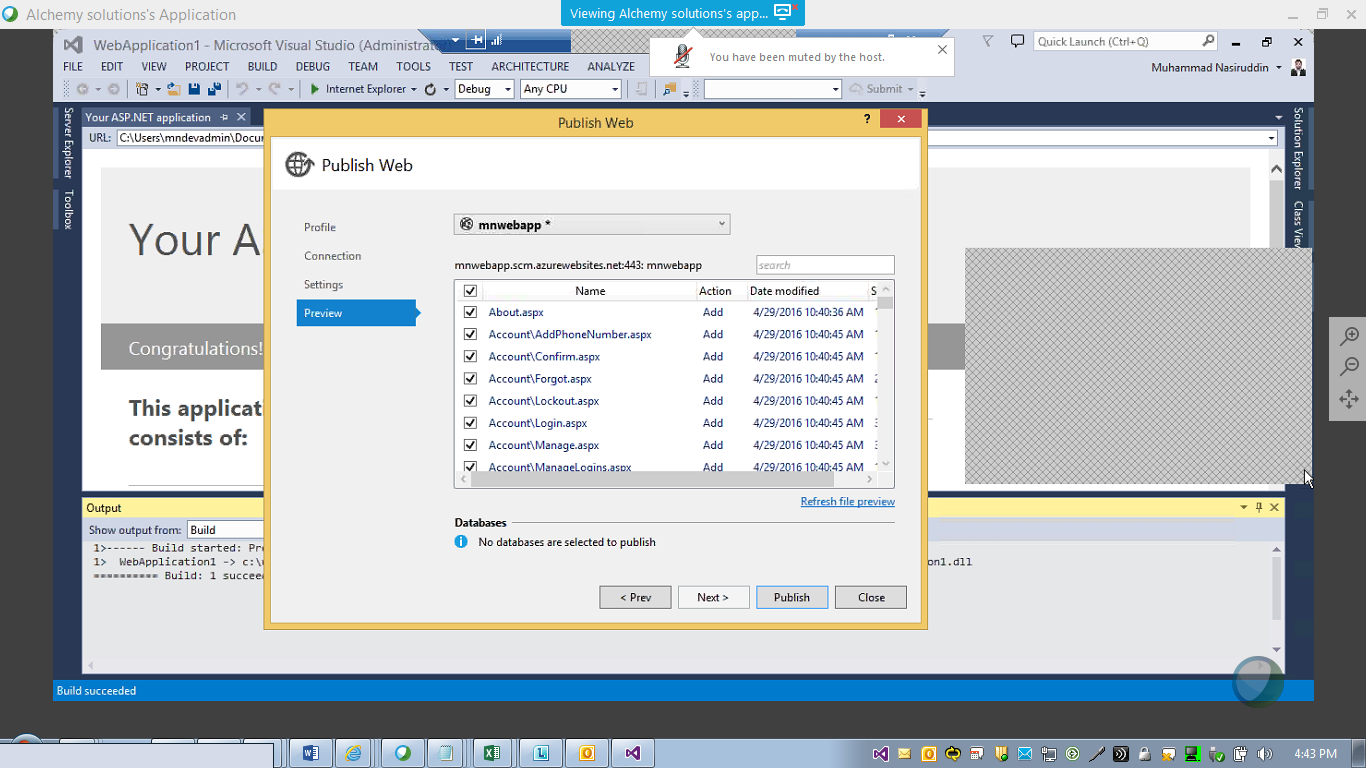 Alchemy solutions's Application
Viewing Alchemy solutions's app...
You have been muted by the host.
WebApplication1 - Microsoft Visual Studio (Administrator)
Quick Launch (Ctrl+Q)
FILE EDIT VIEW PROJECT BUILD DEBUG TEAM TOOLS TEST ARCHITECTURE ANALYZE
Muhammad Nasiruddin
Internet Explorer Debug Any CPU Submit
Server Explorer
Toolbox
Solution Explorer
Class View
Your ASP.NET application
URL: C:\Users\mndevadmin\Docu
Your A
Congratulations!
This applicati
consists of:
Publish Web
?
Publish Web
Profile
Connection
Settings
Preview
mnwebapp *
mnwebapp.scm.azurewebsites.net:443: mnwebapp
search
Name Action Date modified S
About.aspx Add 4/29/2016 10:40:36 AM
Account\AddPhoneNumber.aspx Add 4/29/2016 10:40:45 AM
Account\Confirm.aspx Add 4/29/2016 10:40:45 AM
Account\Forgot.aspx Add 4/29/2016 10:40:45 AM
Account\Lockout.aspx Add 4/29/2016 10:40:45 AM
Account\Login.aspx Add 4/29/2016 10:40:45 AM
Account\Manage.aspx Add 4/29/2016 10:40:45 AM
Account\ManageLogins.aspx Add 4/29/2016 10:40:45 AM
Refresh file preview
Databases
No databases are selected to publish
< Prev Next > Publish Close
Output
Show output from: Build
1>------ Build started: Pr
1> WebApplication1 -> c:\ on1.dll
========== Build: 1 succee
Build succeeded
4:43 PM